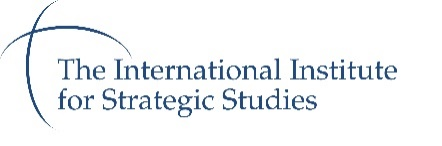 The International Institute
for Strategic Studies